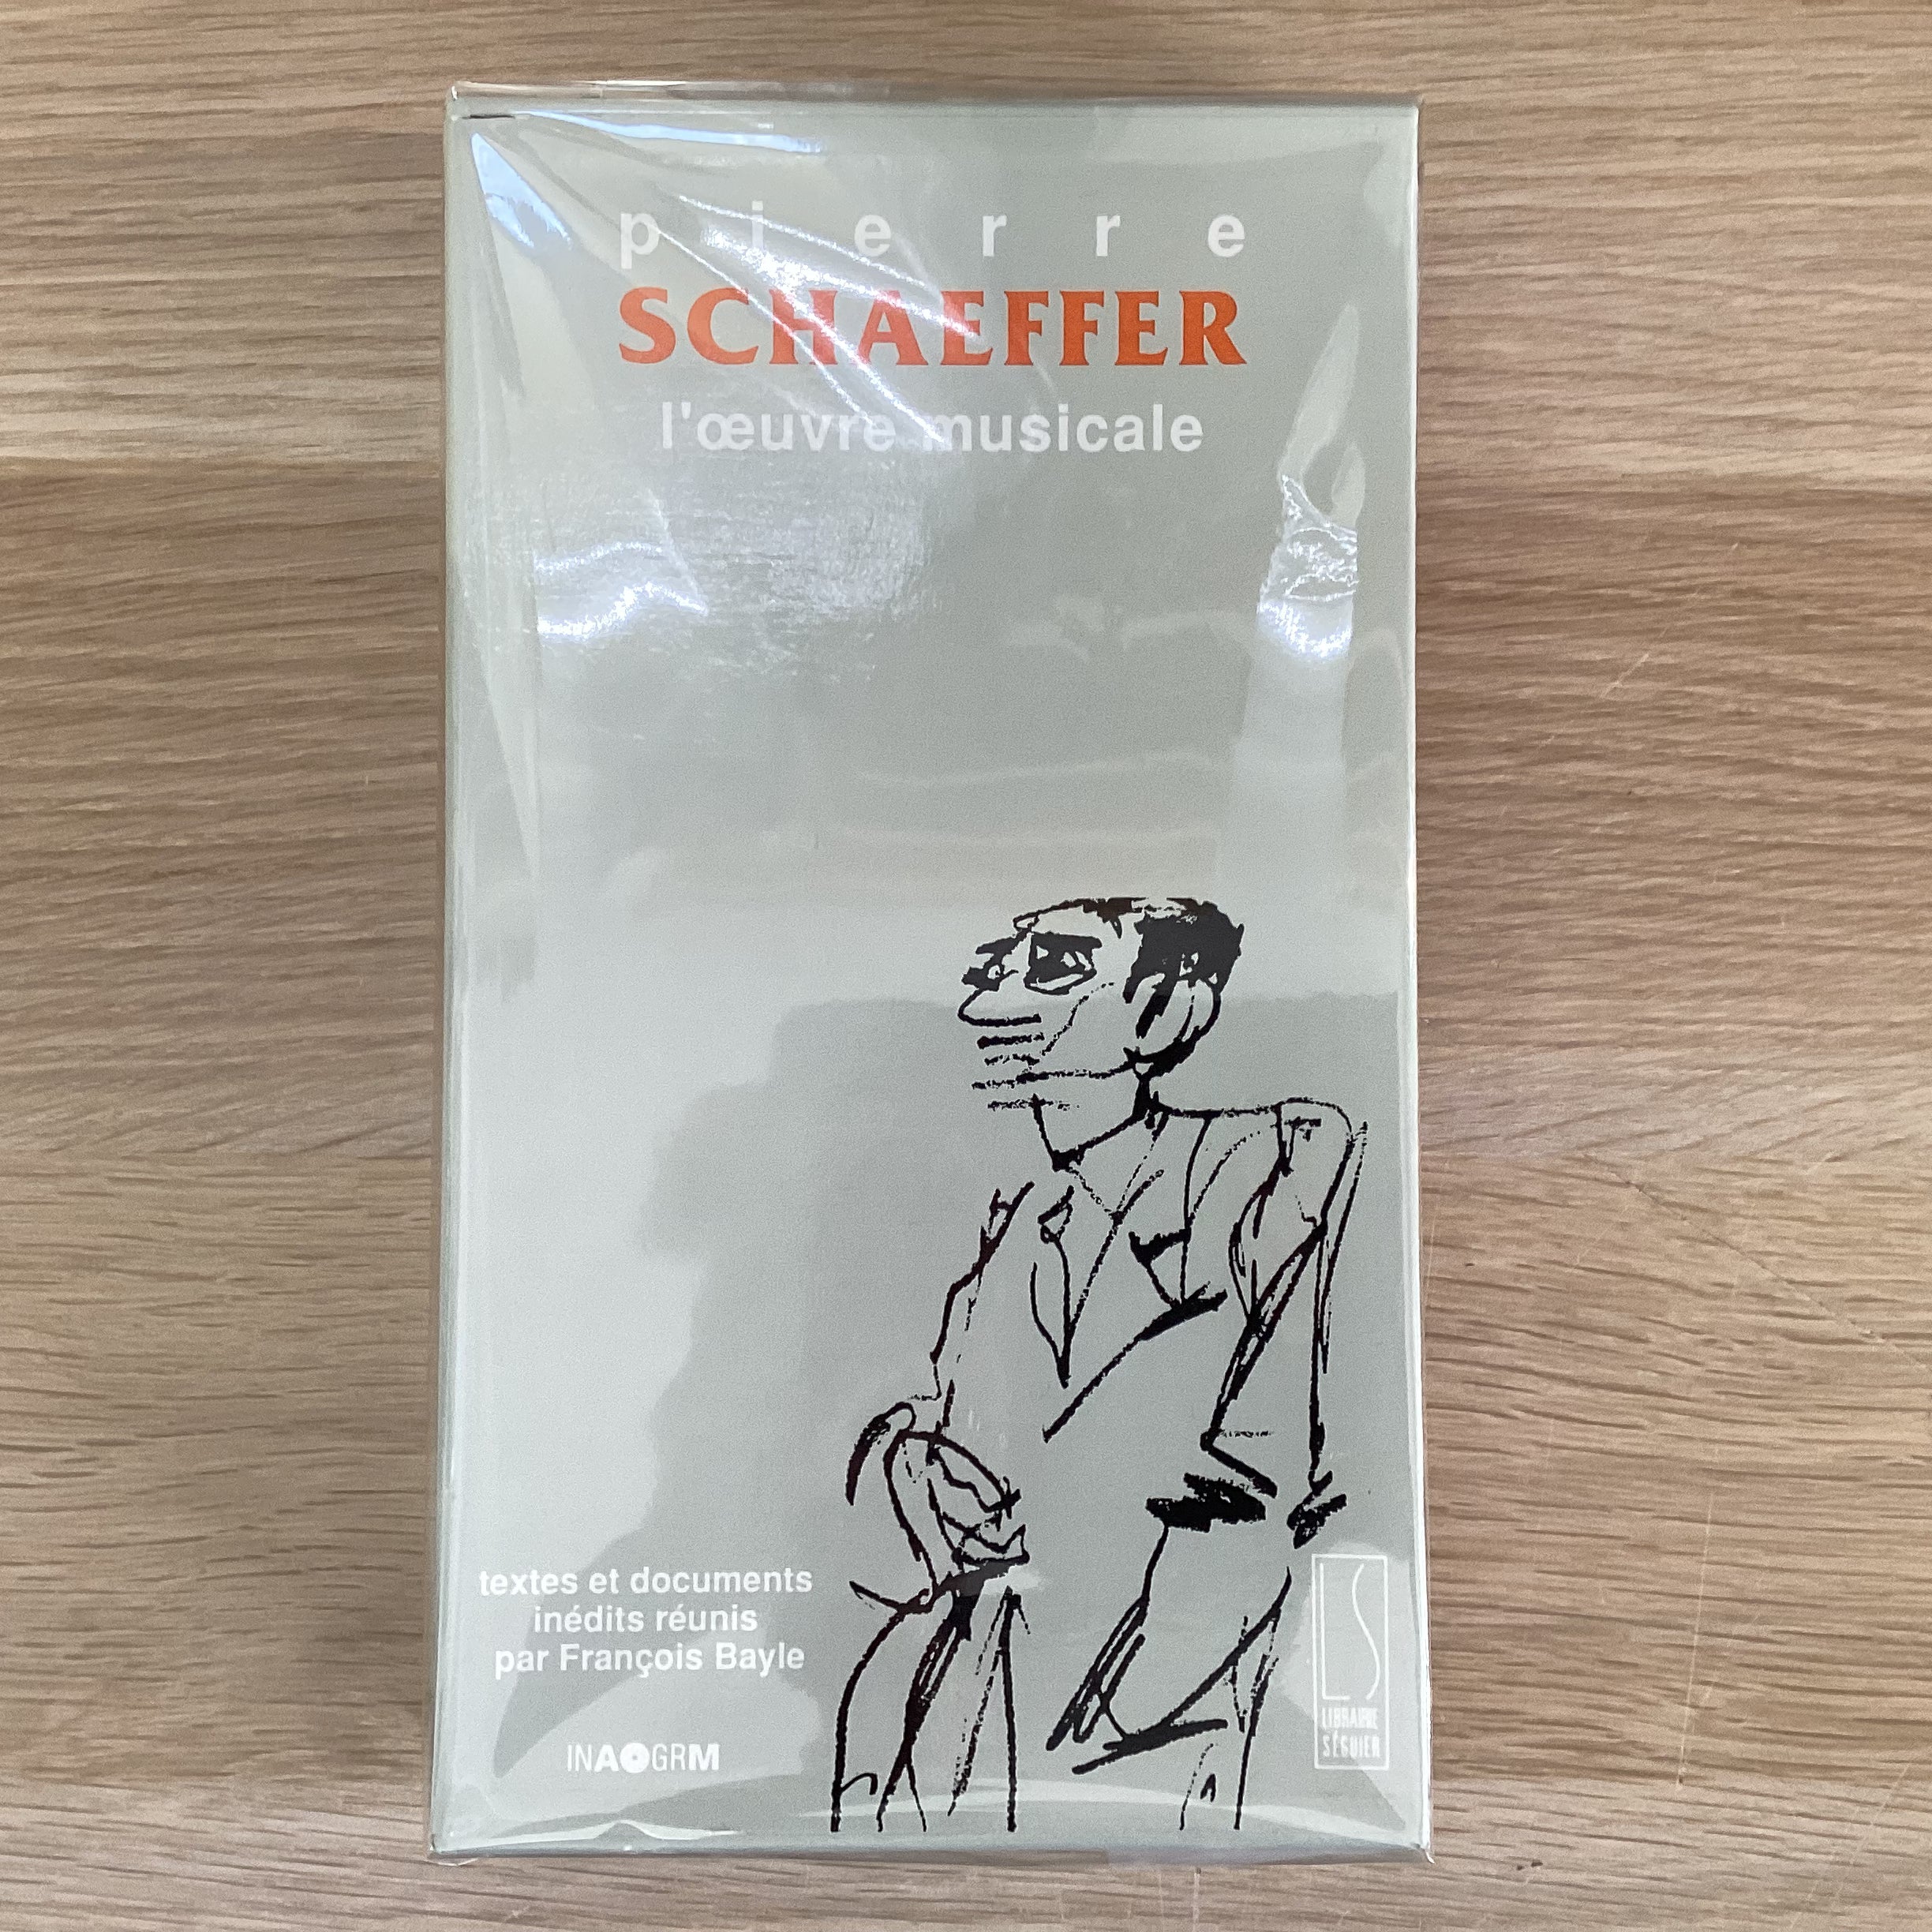 pierre
SCHAEFFER
l'œuvre musicale
textes et documents
inédits réunis
par François Bayle
INA GRM
LS
LIBRAIRIE
SÉGUIER